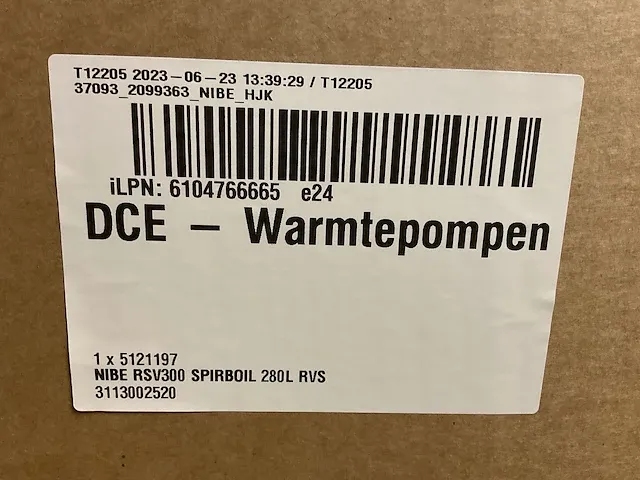 T12205 2023-06-23 13:39:29 / T12205
37093_2099363_NIBE_HJK
iLPN: 6104766665 e24
DCE - Warmtepompen
1 x 5121197
NIBE RSV300 SPIRBOIL 280L RVS
3113002520